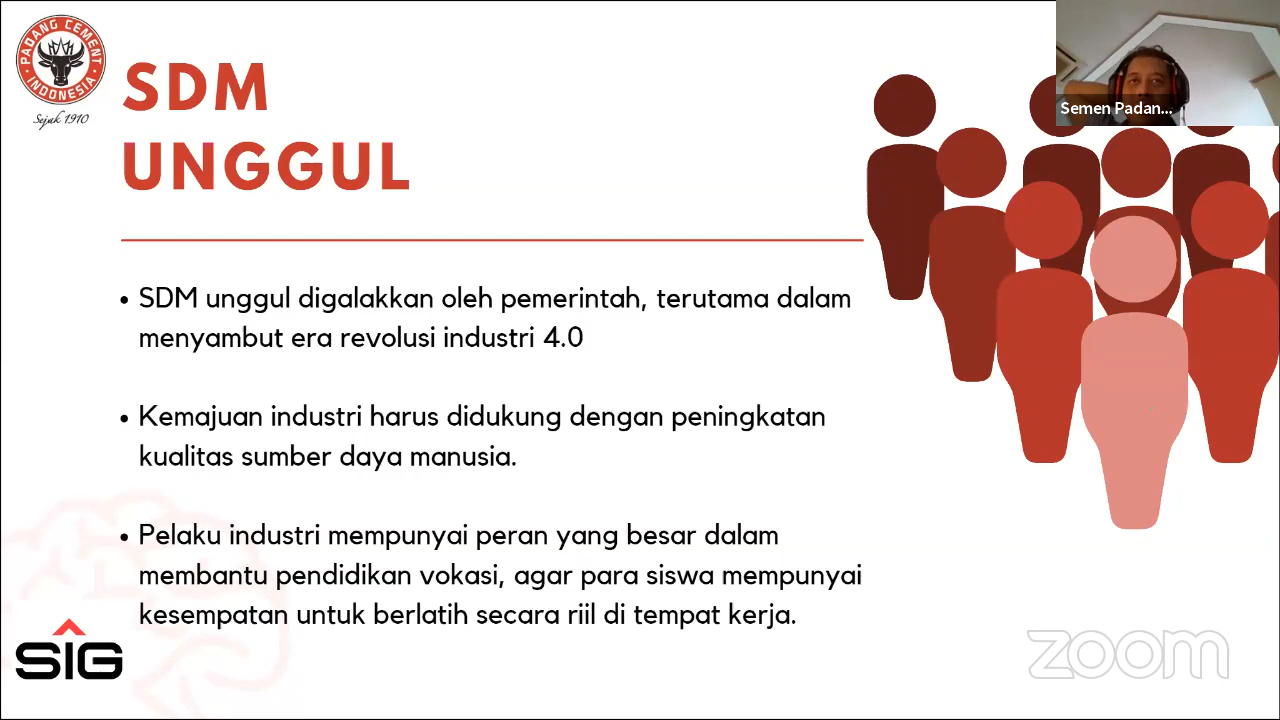 PADANG CEMENT
INDONESIA
Sejak 1910
SDM
UNGGUL
Semen Padan...
• SDM unggul digalakkan oleh pemerintah, terutama dalam
menyambut era revolusi industri 4.0
• Kemajuan industri harus didukung dengan peningkatan
kualitas sumber daya manusia.
• Pelaku industri mempunyai peran yang besar dalam
membantu pendidikan vokasi, agar para siswa mempunyai
kesempatan untuk berlatih secara riil di tempat kerja.
SIG
zoom